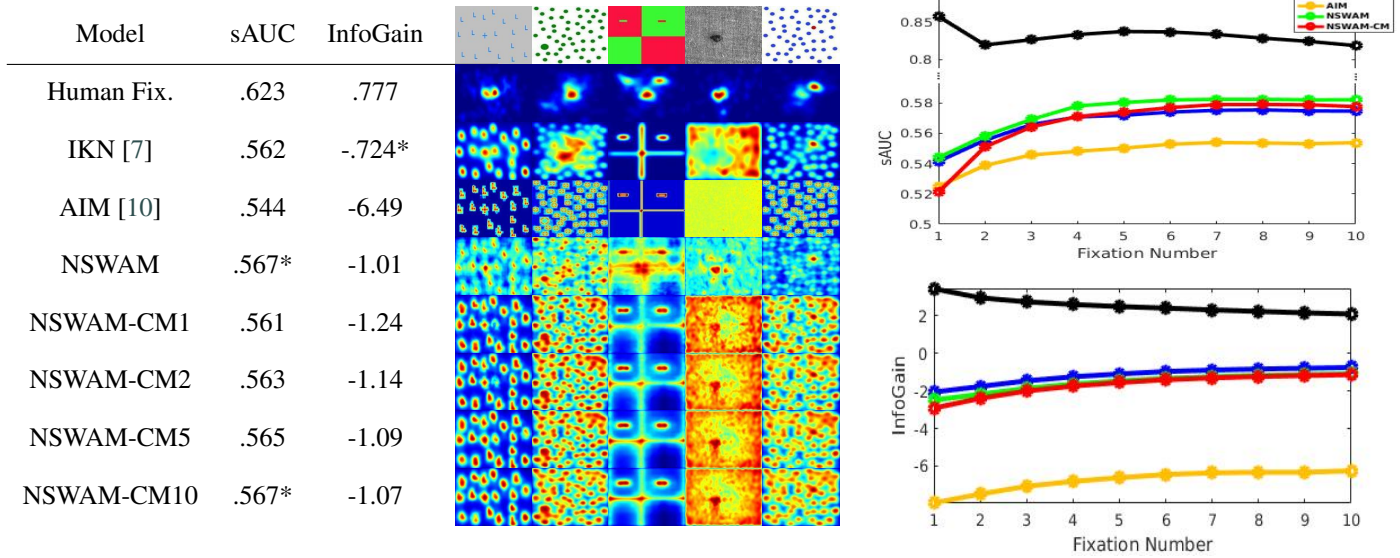 Model sAUC InfoGain
Human Fix. .623 .777
IKN [7] .562 -.724*
AIM [10] .544 -6.49
NSWAM .567* -1.01
NSWAM-CM1 .561 -1.24
NSWAM-CM2 .563 -1.14
NSWAM-CM5 .565 -1.09
NSWAM-CM10 .567* -1.07
AIM
NSWAM
NSWAM-CM
0.85
0.8
0.58
0.56
0.54
0.52
0.5
sAUC
1 2 3 4 5 6 7 8 9 10
Fixation Number
2
0
-2
-4
-6
InfoGain
1 2 3 4 5 6 7 8 9 10
Fixation Number